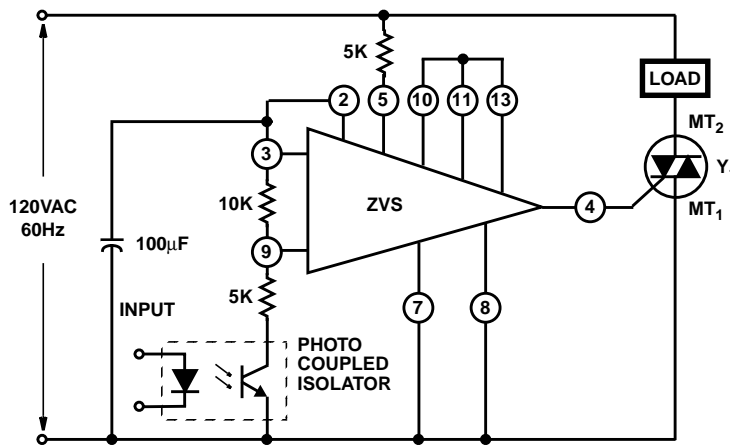 5K
2
5
10
11
13
LOAD
MT2
3
Y
120VAC
60Hz
10K
ZVS
4
MT1
100μF
9
INPUT
5K
7
8
PHOTO
COUPLED
ISOLATOR